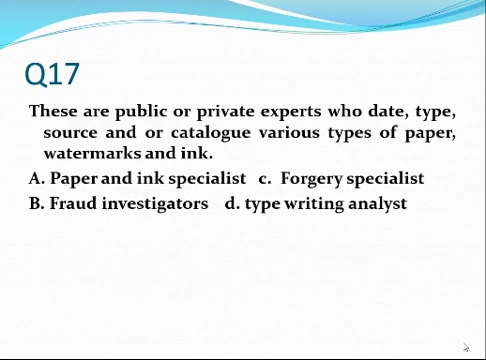 Q17
These are public or private experts who date, type,
source and or catalogue various types of paper,
watermarks and ink.
A. Paper and ink specialist c. Forgery specialist
B. Fraud investigators d. type writing analyst